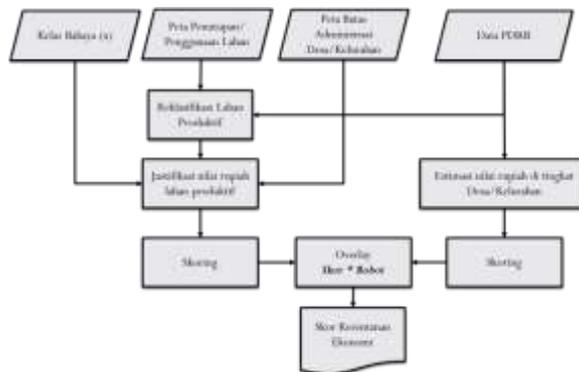 Kelas Bahaya (x)
Peta Penutupan/
Penggunaan Lahan
Peta Batas
Administrasi
Desa/Kelurahan
Data PDRB
Reklasifikasi Lahan
Produktif
Justifikasi nilai rupiah
lahan produktif
Estimasi nilai rupiah di tingkat
Desa/Kelurahan
Skoring
Overlay
Skor * Bobot
Skoring
Skor Kerentanan
Ekonomi